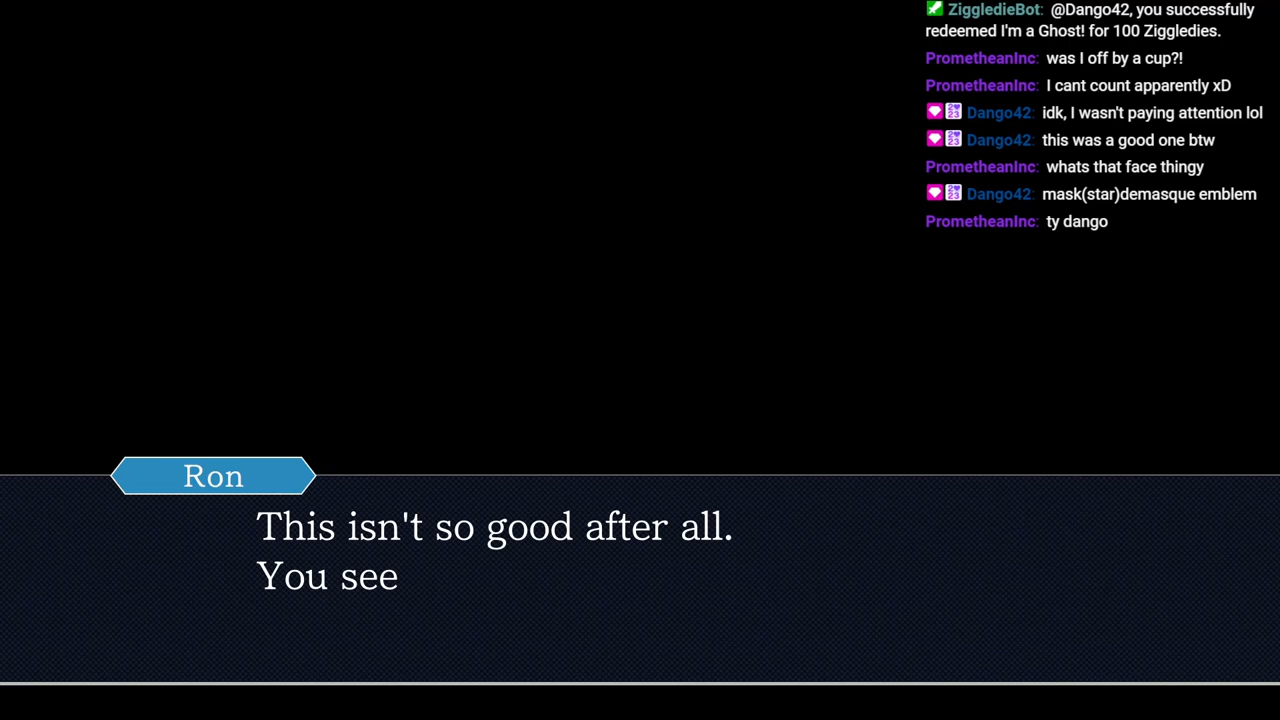 ZiggledieBot: @Dango42, you successfully
redeemed I'm a Ghost! for 100 Ziggledies.
PrometheanInc: was I off by a cup?!
PrometheanInc: I cant count apparently xD
Dango42: idk, I wasn't paying attention lol
Dango42: this was a good one btw
PrometheanInc: whats that face thingy
Dango42: mask(star)demasque emblem
PrometheanInc: ty dango
Ron
This isn't so good after all.
You see